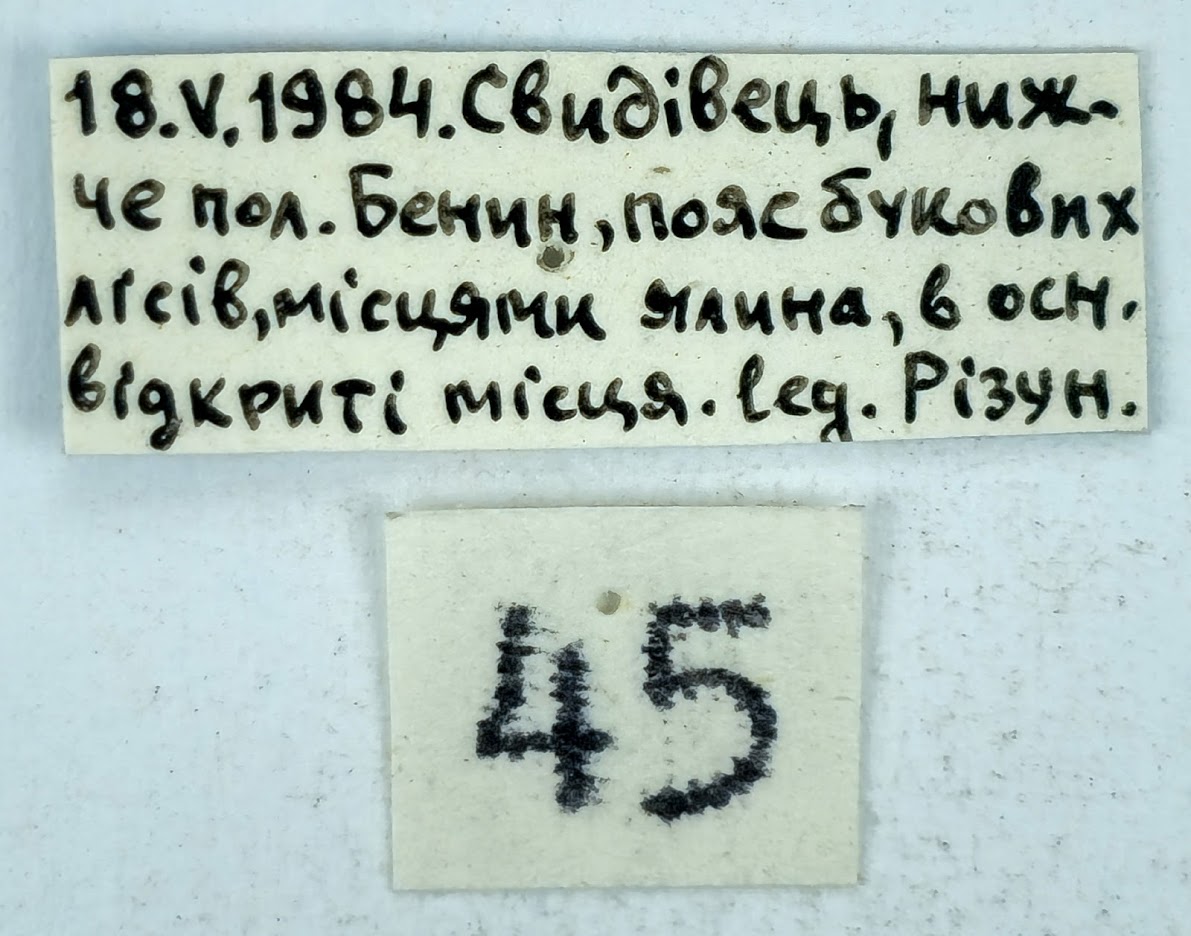 18.V.1984. Свидівець, ниж-
че пол. Бенин, пояс букових
лісів, місцями ялина, в осн.
відкриті місця. leg. Різун.
45